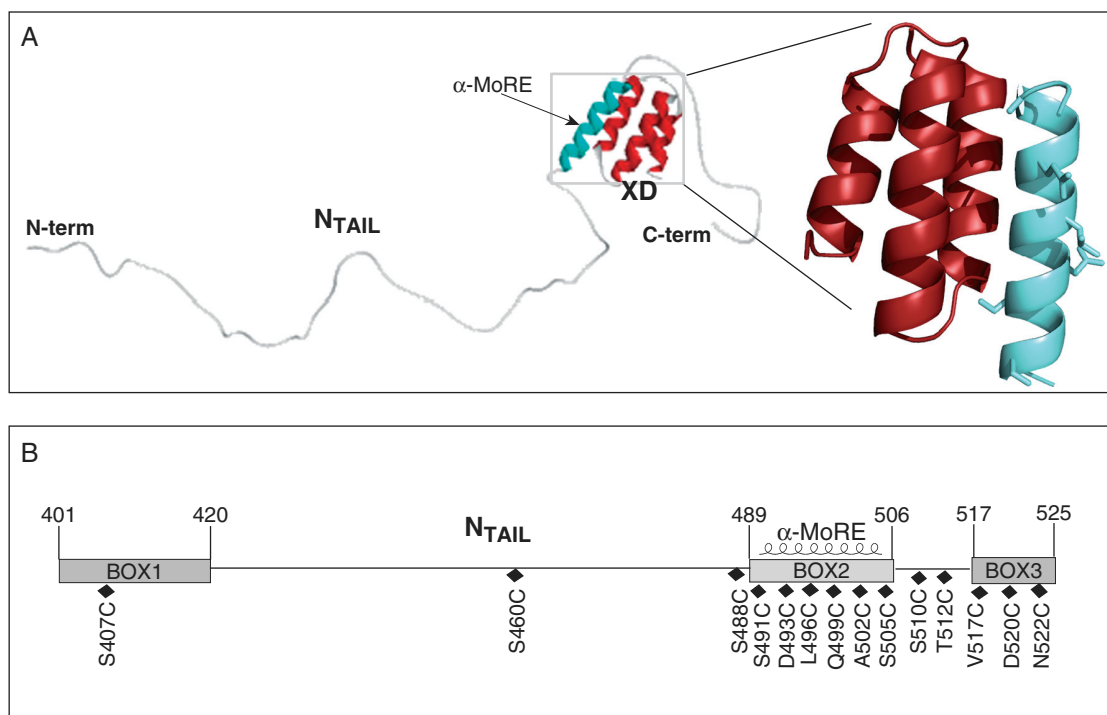 A
α-MoRE
XD
N-term
NTAIL
C-term
B
401 420 NTAIL 489 506 517 525
α-MoRE
BOX1 BOX2 BOX3
S407C S460C S488C S491C D493C L496C Q499C A502C S505C S510C T512C V517C D520C N522C